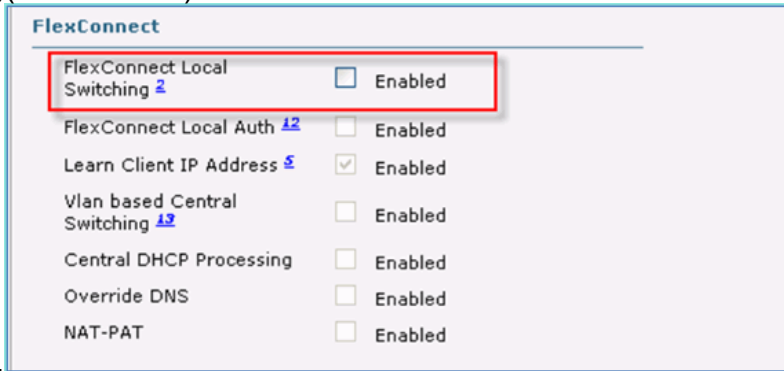 FlexConnect
FlexConnect Local
Switching 2 Enabled
FlexConnect Local Auth 12 Enabled
Learn Client IP Address 5 Enabled
Vlan based Central
Switching 13 Enabled
Central DHCP Processing Enabled
Override DNS Enabled
NAT-PAT Enabled